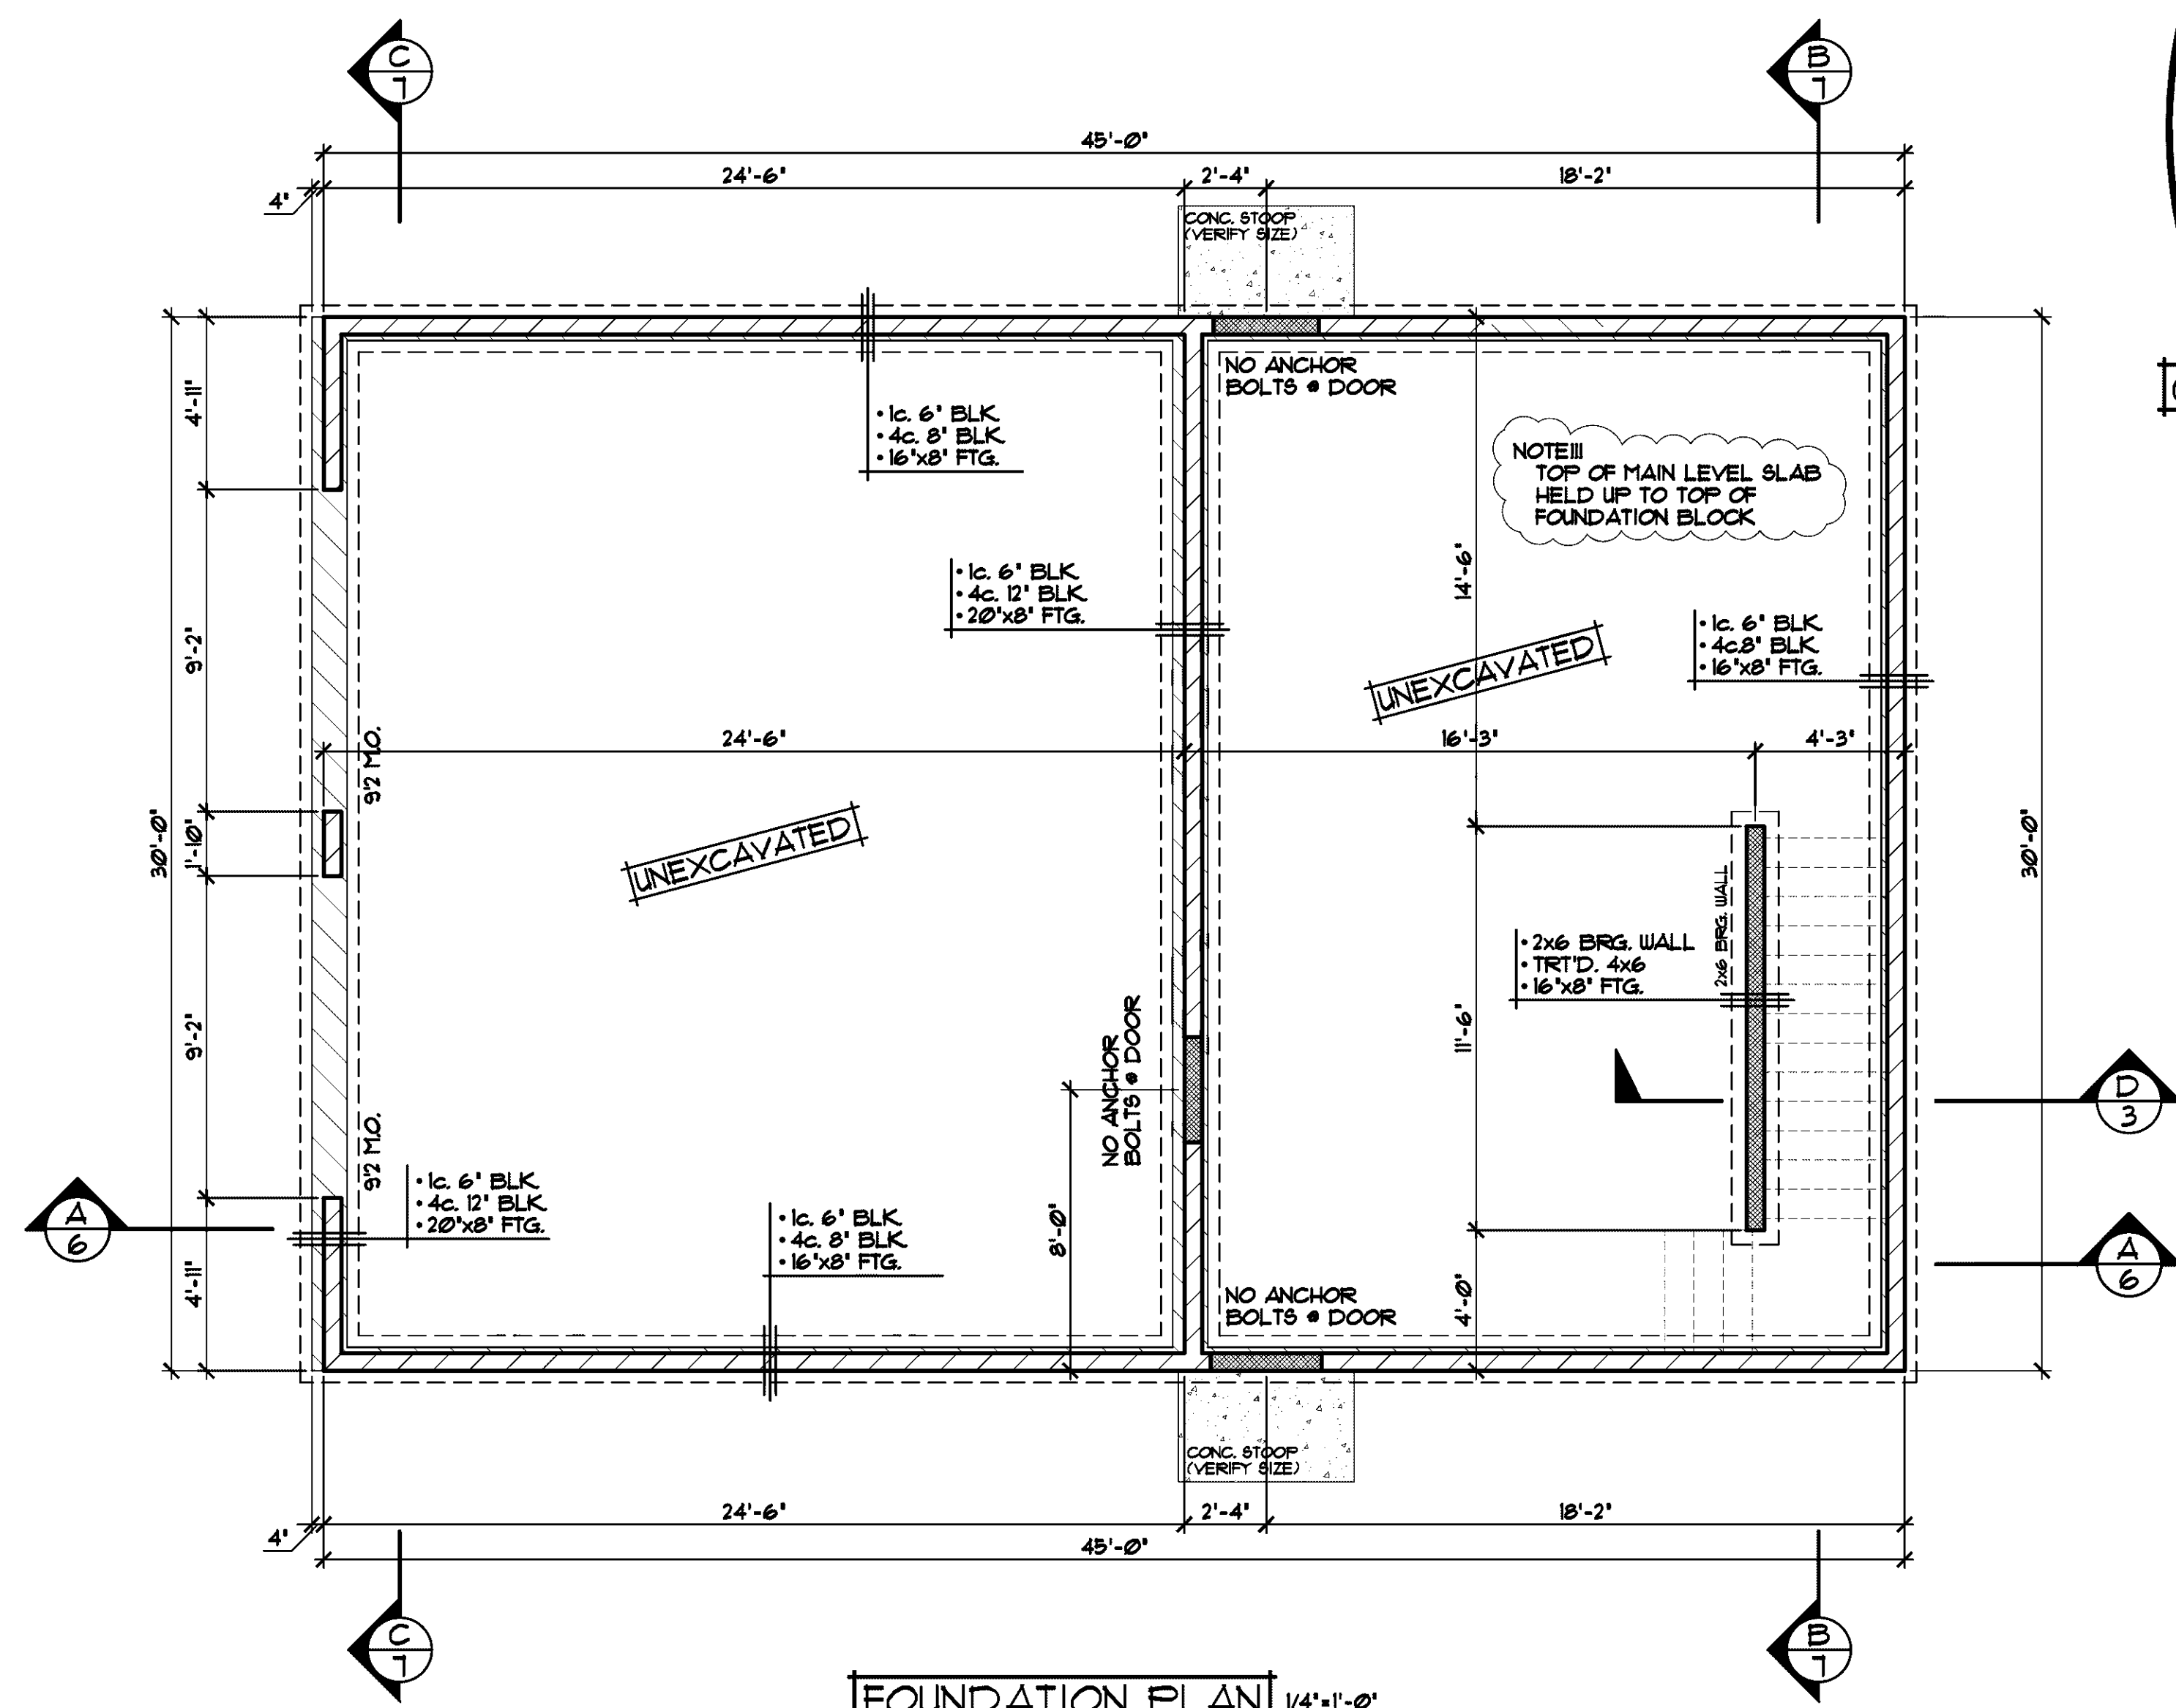 C
7
B
7
45'-0"
24'-6"
2'-4"
18'-2"
4"
CONC. STOOP
(VERIFY SIZE)
NO ANCHOR
BOLTS @ DOOR
4'-11"
• 1c. 6" BLK.
• 4c. 8" BLK.
• 16"x8" FTG.
NOTE!!!
TOP OF MAIN LEVEL SLAB
HELD UP TO TOP OF
FOUNDATION BLOCK
• 1c. 6" BLK.
• 4c. 12" BLK.
• 20"x8" FTG.
14'-6"
9'-2"
• 1c. 6" BLK.
• 4c.8" BLK.
• 16"x8" FTG.
UNEXCAVATED
9'2 M.O.
24'-6"
16'-3"
4'-3"
30'-0"
1'-10"
UNEXCAVATED
30'-0"
2x6 BRG. WALL
• 2x6 BRG. WALL
• TRT'D. 4x6
• 16"x8" FTG.
9'-2"
11'-6"
NO ANCHOR
BOLTS @ DOOR
D
3
9'2 M.O.
• 1c. 6" BLK.
• 4c. 12" BLK.
• 20"x8" FTG.
A
6
• 1c. 6" BLK.
• 4c. 8" BLK.
• 16"x8" FTG.
8'-0"
A
6
4'-11"
NO ANCHOR
BOLTS @ DOOR
4'-0"
CONC. STOOP
(VERIFY SIZE)
24'-6"
2'-4"
18'-2"
4"
45'-0"
C
7
B
7
FOUNDATION PLAN
1/4"=1'-0"